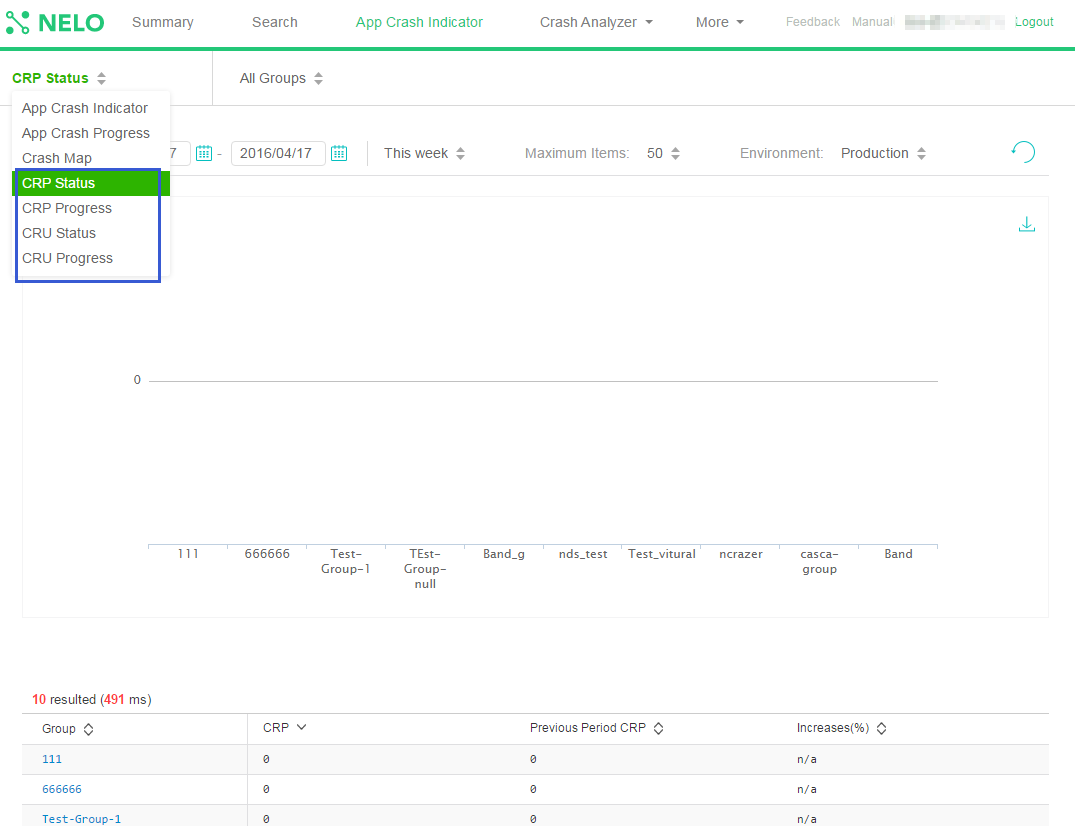 NELO Summary Search App Crash Indicator Crash Analyzer More Feedback Manual Logout
CRP Status All Groups
App Crash Indicator
App Crash Progress
Crash Map
CRP Status
CRP Progress
CRU Status
CRU Progress
7 - 2016/04/17 This week Maximum Items: 50 Environment: Production
0
111 666666 Test-Group-1 TEst-Group-null Band_g nds_test Test_vitural ncrazer casca-group Band
10 resulted (491 ms)
Group CRP Previous Period CRP Increases(%)
111 0 0 n/a
666666 0 0 n/a
Test-Group-1 0 0 n/a